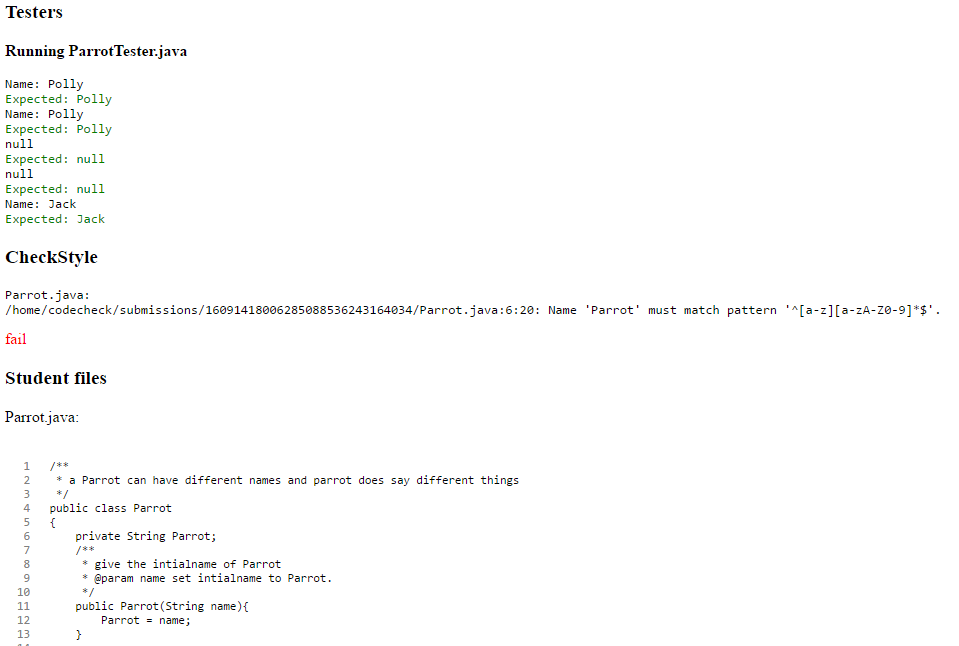 Testers
Running ParrotTester.java
Name: Polly
Expected: Polly
Name: Polly
Expected: Polly
null
Expected: null
null
Expected: null
Name: Jack
Expected: Jack
CheckStyle
Parrot.java:
/home/codecheck/submissions/16091418006285088536243164034/Parrot.java:6:20: Name 'Parrot' must match pattern '^[a-z][a-zA-Z0-9]*$'.
fail
Student files
Parrot.java:
1 /**
2 * a Parrot can have different names and parrot does say different things
3 */
4 public class Parrot
5 {
6 private String Parrot;
7 /**
8 * give the intialname of Parrot
9 * @param name set intialname to Parrot.
10 */
11 public Parrot(String name){
12 Parrot = name;
13 }